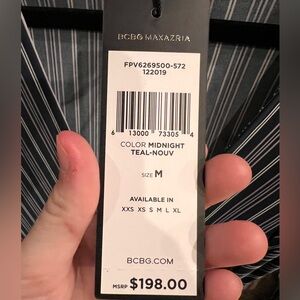 BCBGMAXAZRIA
FPV6269500-572
122019
6 13000 73305 4
COLOR MIDNIGHT
TEAL-NOUV
SIZE M
AVAILABLE IN
XXS XS S M L XL
BCBG.COM
MSRP $198.00